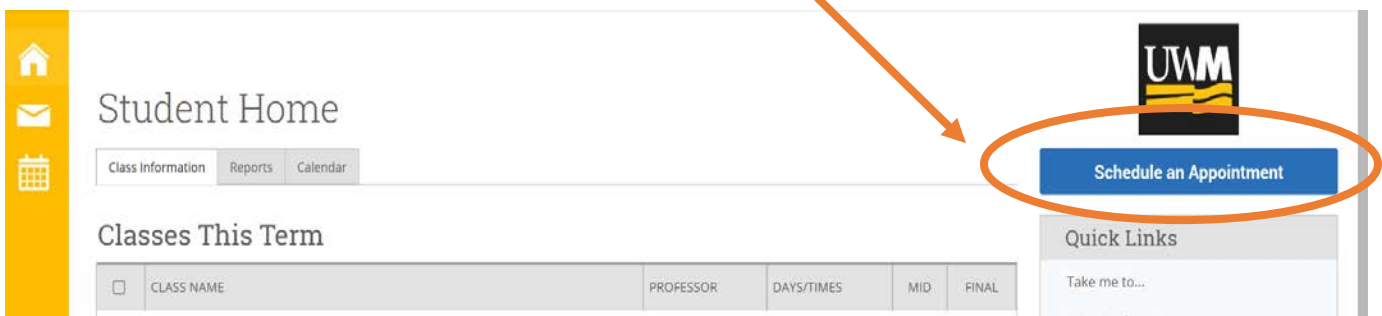 UWM
Student Home
Class Information Reports Calendar
Schedule an Appointment
Classes This Term
Quick Links
CLASS NAME PROFESSOR DAYS/TIMES MID FINAL
Take me to...